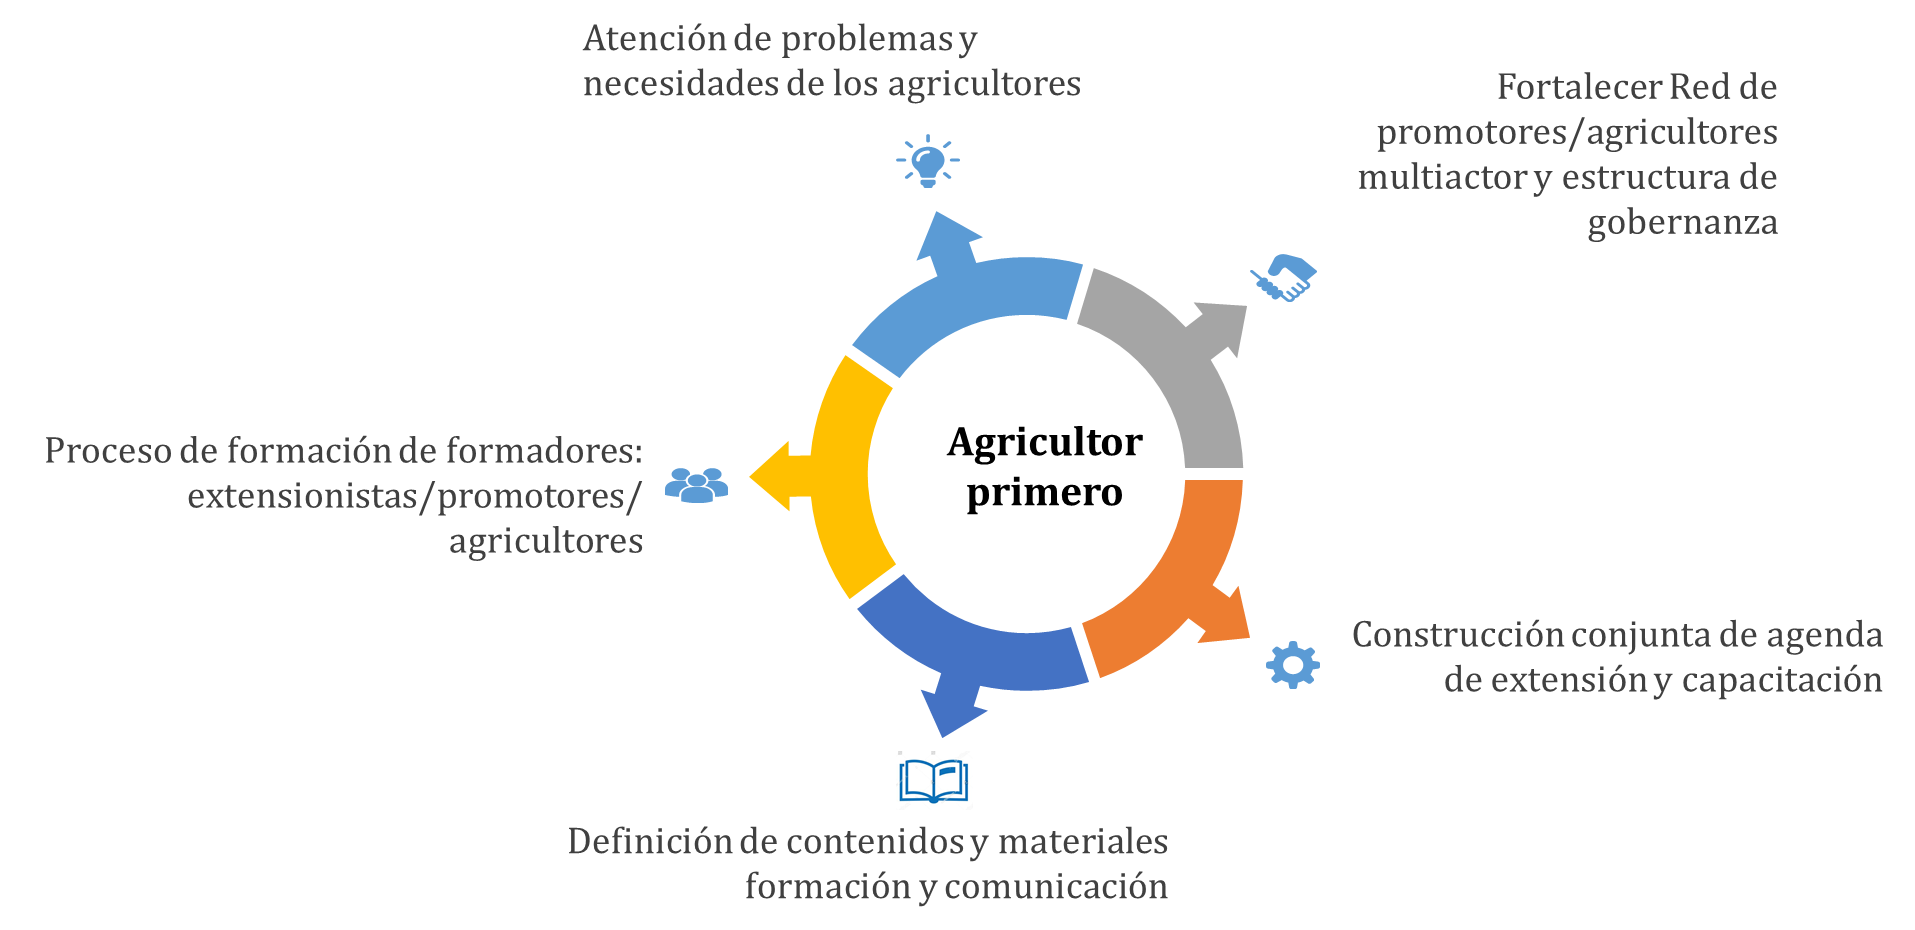 Atención de problemas y
necesidades de los agricultores
Fortalecer Red de
promotores/agricultores
multiactor y estructura de
gobernanza
Agricultor
primero
Proceso de formación de formadores:
extensionistas/promotores/
agricultores
Construcción conjunta de agenda
de extensión y capacitación
Definición de contenidos y materiales
formación y comunicación